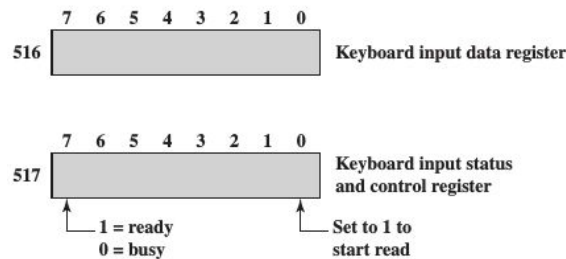 7 6 5 4 3 2 1 0
516
Keyboard input data register
7 6 5 4 3 2 1 0
517
Keyboard input status
and control register
1 = ready
0 = busy
Set to 1 to
start read